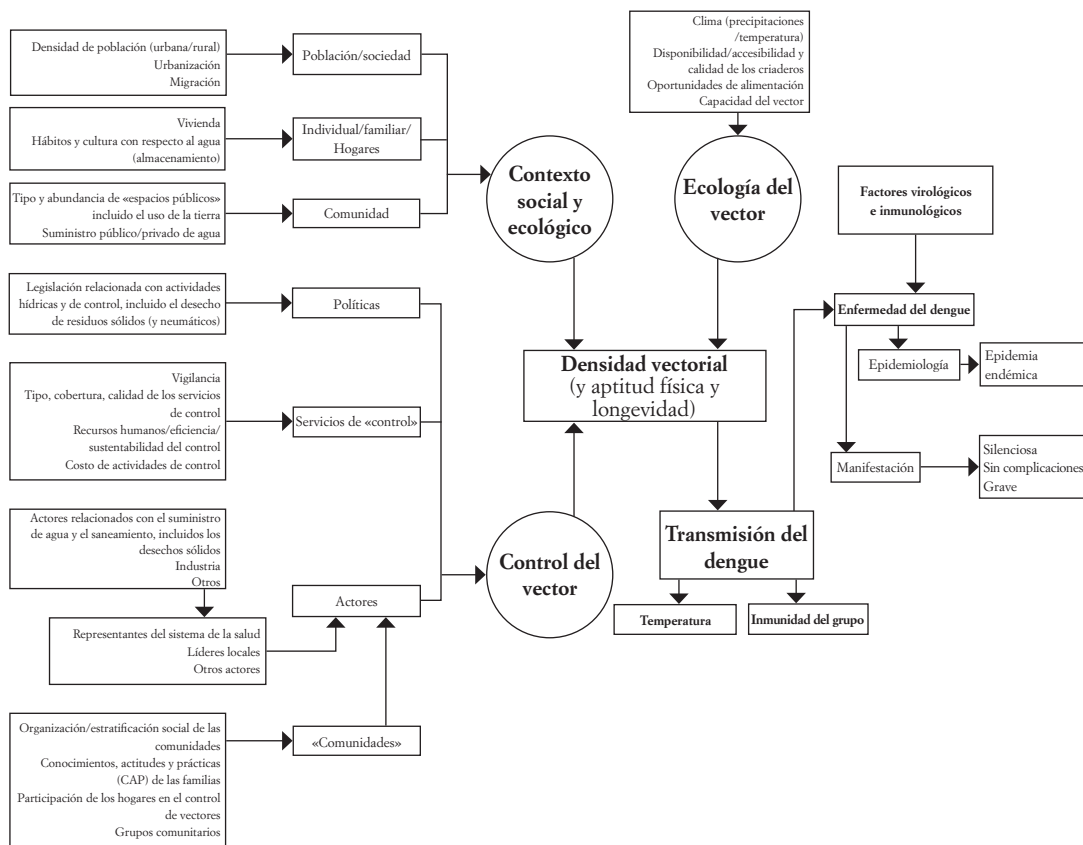 Densidad de población (urbana/rural)
Urbanización
Migración
Población/sociedad
Vivienda
Hábitos y cultura con respecto al agua
(almacenamiento)
Individual/familiar/
Hogares
Tipo y abundancia de «espacios públicos»
incluido el uso de la tierra
Suministro público/privado de agua
Comunidad
Contexto
social y
ecológico
Clima (precipitaciones
/temperatura)
Disponibilidad/accesibilidad y
calidad de los criaderos
Oportunidades de alimentación
Capacidad del vector
Ecología del
vector
Factores virológicos
e inmunológicos
Legislación relacionada con actividades
hídricas y de control, incluido el desecho
de residuos sólidos (y neumáticos)
Políticas
Vigilancia
Tipo, cobertura, calidad de los servicios
de control
Recursos humanos/eficiencia/
sustentabilidad del control
Costo de actividades de control
Servicios de «control»
Actores relacionados con el suministro
de agua y el saneamiento, incluidos los
desechos sólidos
Industria
Otros
Representantes del sistema de la salud
Líderes locales
Otros actores
Actores
Organización/estratificación social de las
comunidades
Conocimientos, actitudes y prácticas
(CAP) de las familias
Participación de los hogares en el control
de vectores
Grupos comunitarios
«Comunidades»
Control del
vector
Densidad vectorial
(y aptitud física y
longevidad)
Transmisión del
dengue
Temperatura
Inmunidad del grupo
Enfermedad del dengue
Epidemiología
Epidemia
endémica
Manifestación
Silenciosa
Sin complicaciones
Grave